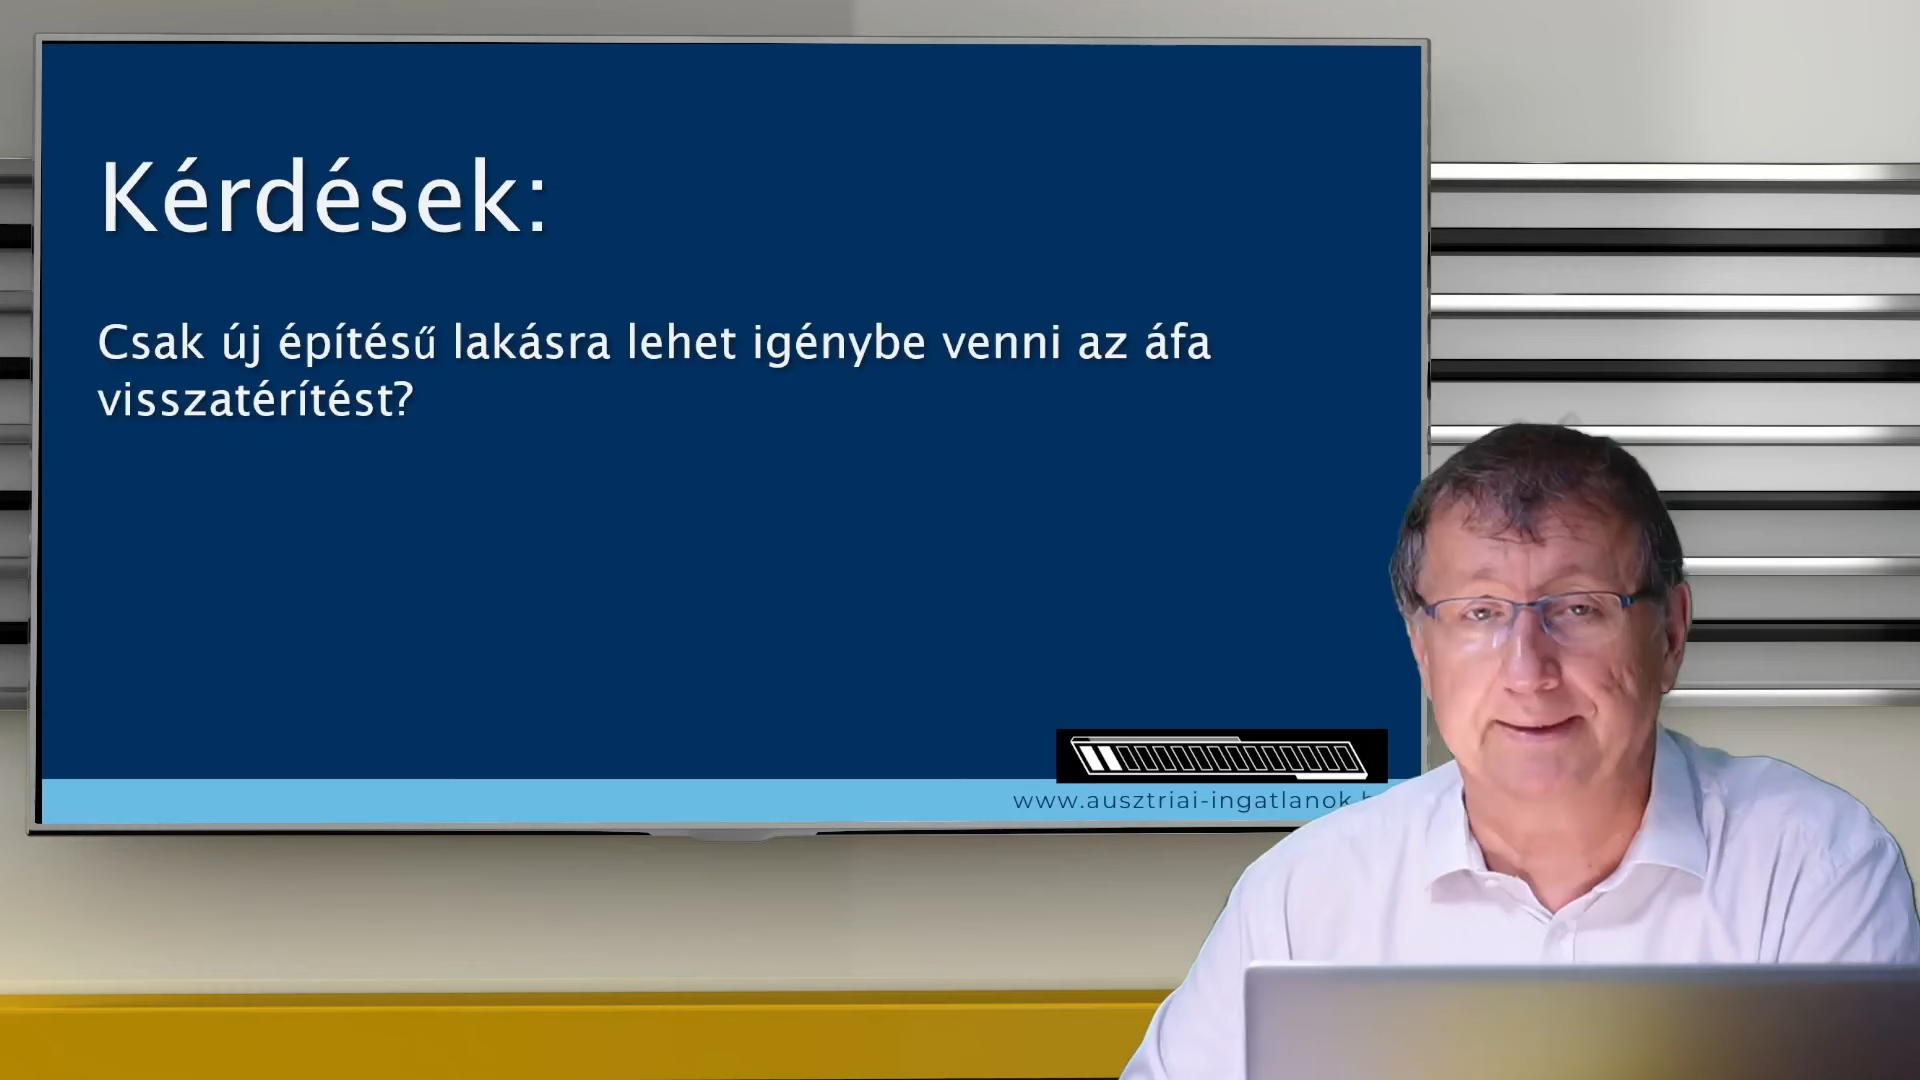 Kérdések:
Csak új építésű lakásra lehet igénybe venni az áfa
visszatérítést?
www.ausztriai-ingatlanok.h